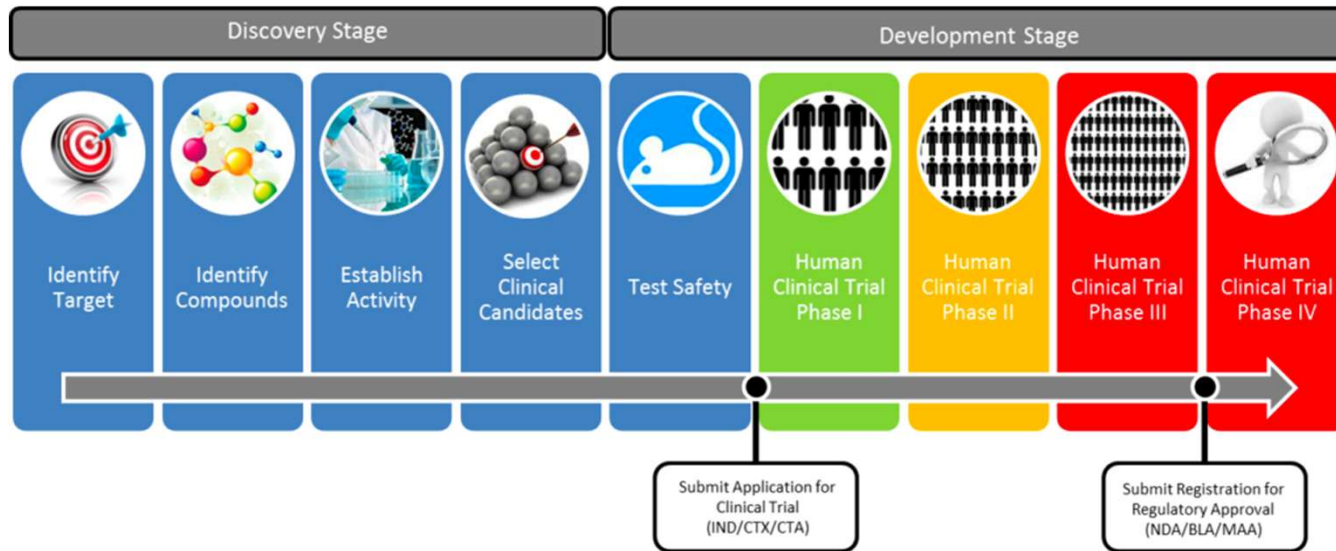 Discovery Stage
Development Stage
Identify
Target
Identify
Compounds
Establish
Activity
Select
Clinical
Candidates
Test Safety
Human
Clinical Trial
Phase I
Human
Clinical Trial
Phase II
Human
Clinical Trial
Phase III
Human
Clinical Trial
Phase IV
Submit Application for
Clinical Trial
(IND/CTX/CTA)
Submit Registration for
Regulatory Approval
(NDA/BLA/MAA)